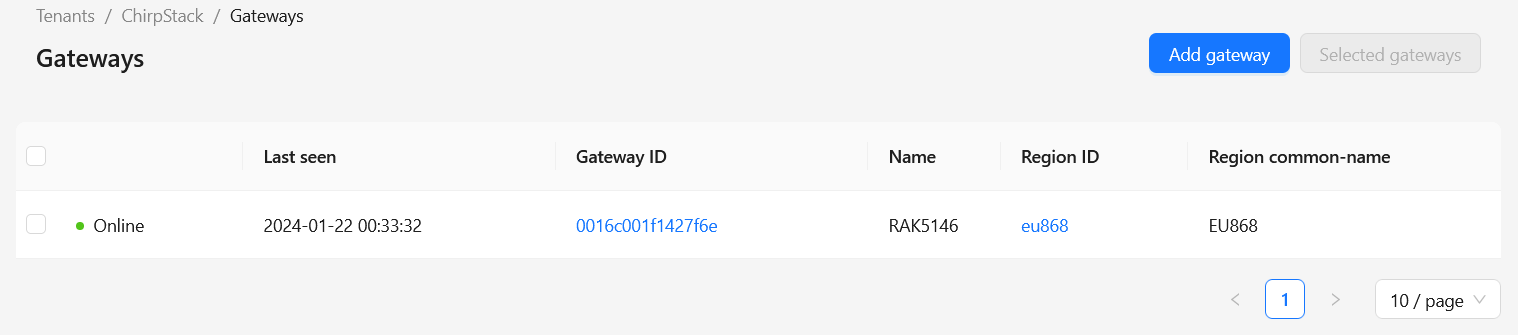 Tenants / ChirpStack / Gateways
Gateways
Add gateway Selected gateways
Last seen Gateway ID Name Region ID Region common-name
Online 2024-01-22 00:33:32 0016c001f1427f6e RAK5146 eu868 EU868
< 1 > 10 / page